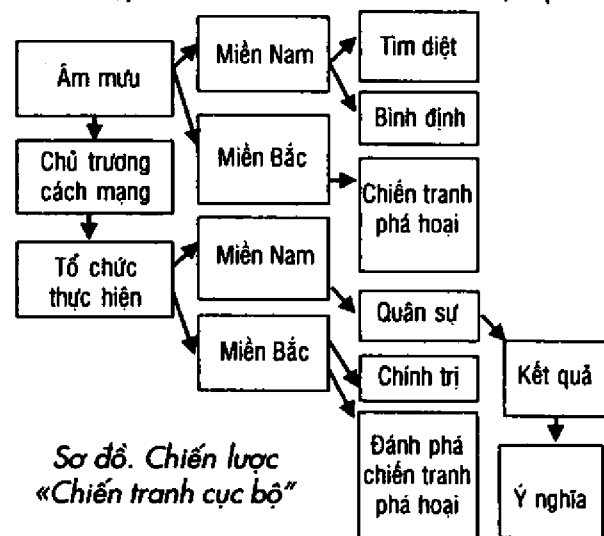 Âm mưu
Miền Nam
Tìm diệt
Bình định
Miền Bắc
Chiến tranh
phá hoại
Chủ trương
cách mạng
Tổ chức
thực hiện
Miền Nam
Quân sự
Miền Bắc
Chính trị
Đánh phá
chiến tranh
phá hoại
Kết quả
Ý nghĩa
Sơ đồ. Chiến lược
«Chiến tranh cục bộ"